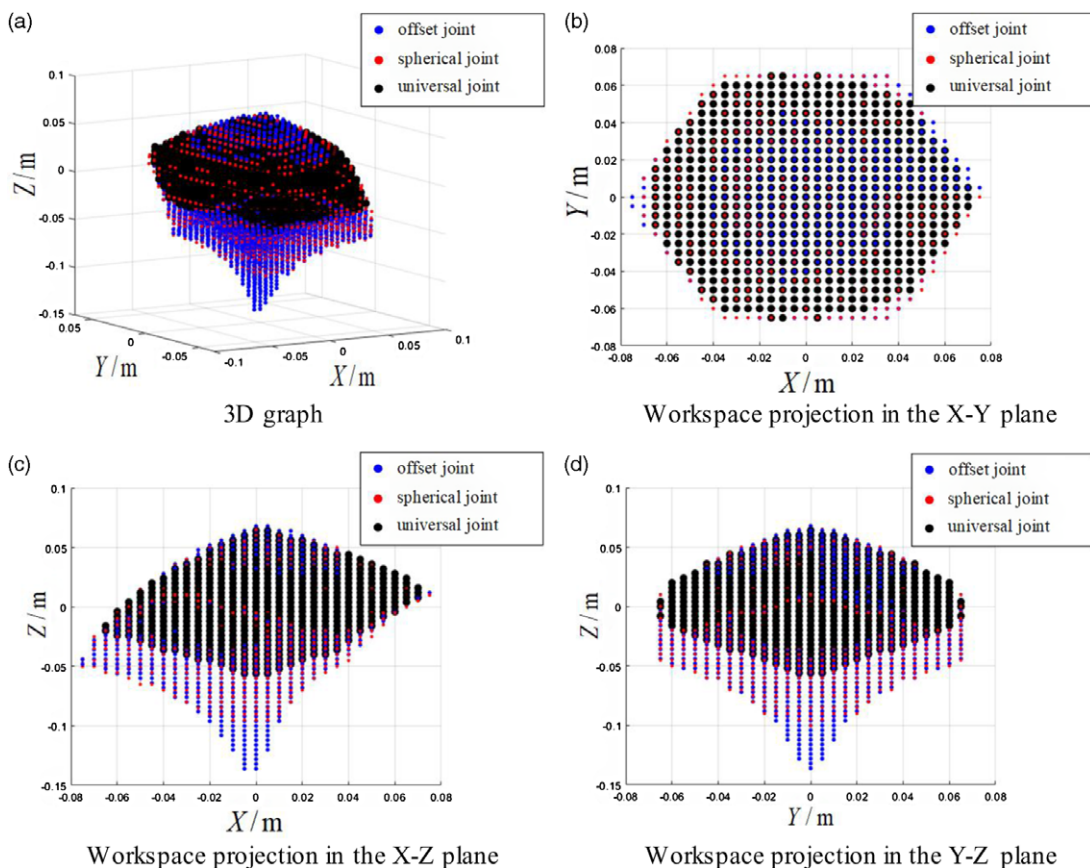 (a)
offset joint
spherical joint
universal joint
0.1
0.05
0
-0.05
-0.1
-0.15
Z/m
0.05
0
-0.05
-0.1
-0.05
0
0.05
0.1
Y/m
X/m
3D graph
(b)
offset joint
spherical joint
universal joint
0.08
0.06
0.04
0.02
0
-0.02
-0.04
-0.06
-0.08
Y/m
-0.08 -0.06 -0.04 -0.02 0 0.02 0.04 0.06 0.08
X/m
Workspace projection in the X-Y plane
(c)
offset joint
spherical joint
universal joint
0.1
0.05
0
-0.05
-0.1
-0.15
Z/m
-0.08 -0.06 -0.04 -0.02 0 0.02 0.04 0.06 0.08
X/m
Workspace projection in the X-Z plane
(d)
offset joint
spherical joint
universal joint
0.1
0.05
0
-0.05
-0.1
-0.15
Z/m
-0.08 -0.06 -0.04 -0.02 0 0.02 0.04 0.06 0.08
Y/m
Workspace projection in the Y-Z plane